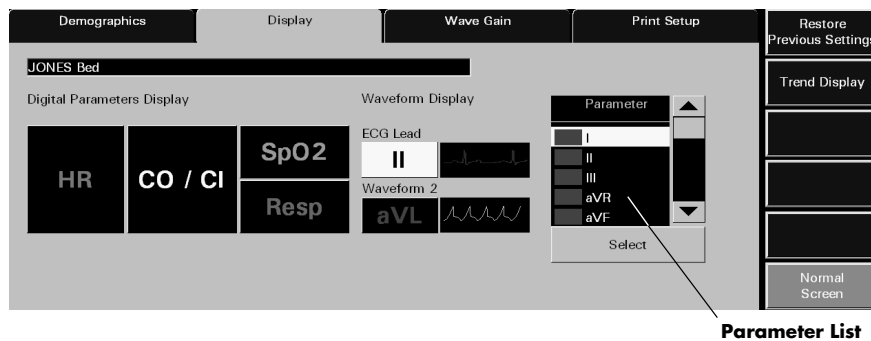 Demographics
Display
Wave Gain
Print Setup
Restore
Previous Settings
JONES Bed
Trend Display
Digital Parameters Display
Waveform Display
Parameter
ECG Lead
HR
CO / CI
SpO2
Resp
II
Waveform 2
aVL
I
II
III
aVR
aVF
Select
Normal
Screen
Parameter List